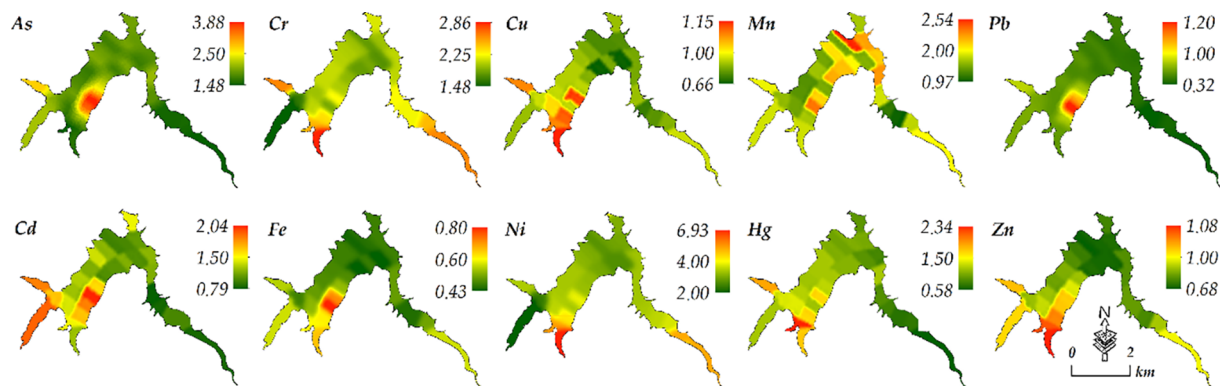 As
3.88
2.50
1.48
Cr
2.86
2.25
1.48
Cu
1.15
1.00
0.66
Mn
2.54
2.00
0.97
Pb
1.20
1.00
0.32
Cd
2.04
1.50
0.79
Fe
0.80
0.60
0.43
Ni
6.93
4.00
2.00
Hg
2.34
1.50
0.58
Zn
1.08
1.00
0.68
N
0 2
km